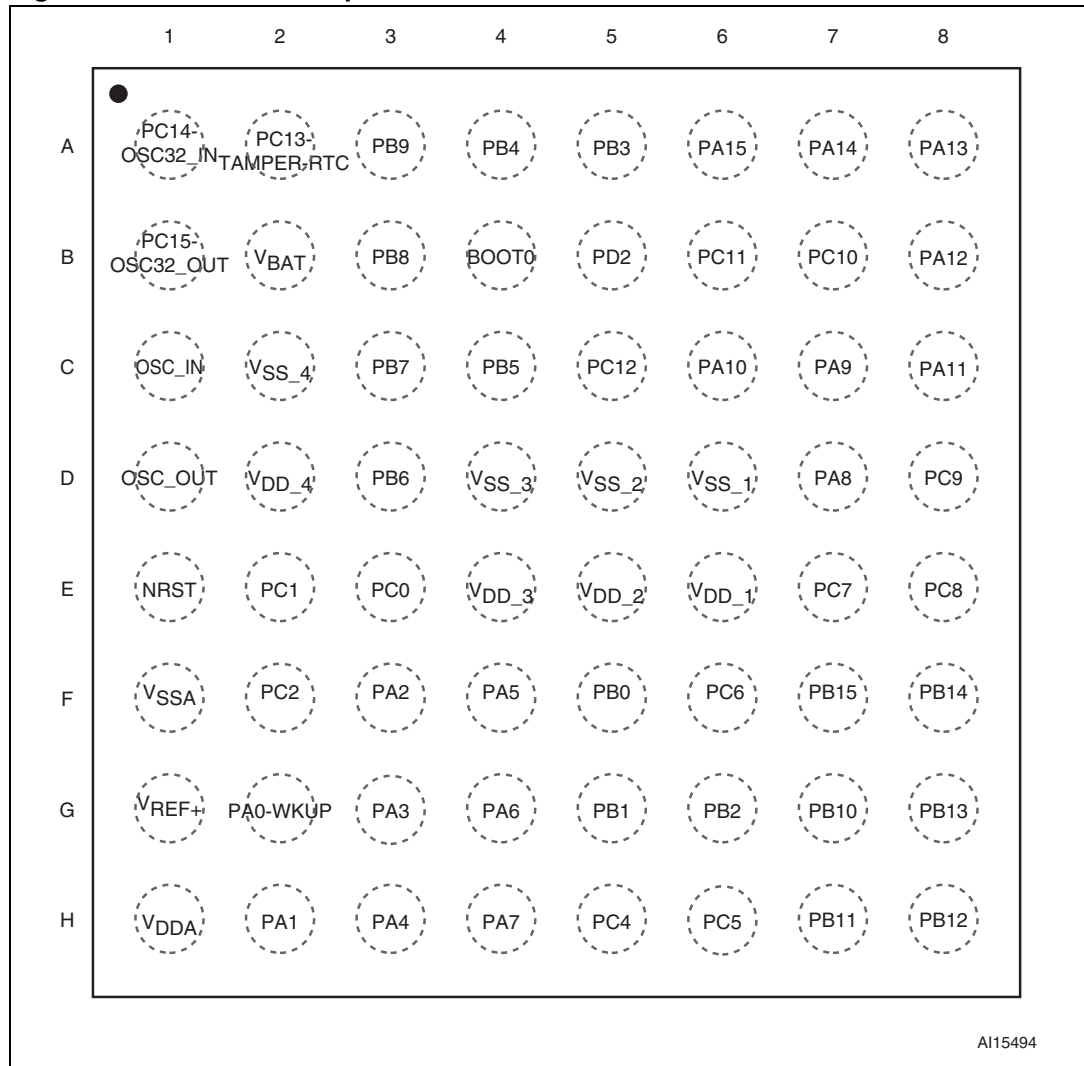 1 2 3 4 5 6 7 8
A PC14-OSC32_IN PC13-TAMPER-RTC PB9 PB4 PB3 PA15 PA14 PA13
B PC15-OSC32_OUT VBAT PB8 BOOT0 PD2 PC11 PC10 PA12
C OSC_IN VSS_4 PB7 PB5 PC12 PA10 PA9 PA11
D OSC_OUT VDD_4 PB6 VSS_3 VSS_2 VSS_1 PA8 PC9
E NRST PC1 PC0 VDD_3 VDD_2 VDD_1 PC7 PC8
F VSSA PC2 PA2 PA5 PB0 PC6 PB15 PB14
G VREF+ PA0-WKUP PA3 PA6 PB1 PB2 PB10 PB13
H VDDA PA1 PA4 PA7 PC4 PC5 PB11 PB12
AI15494